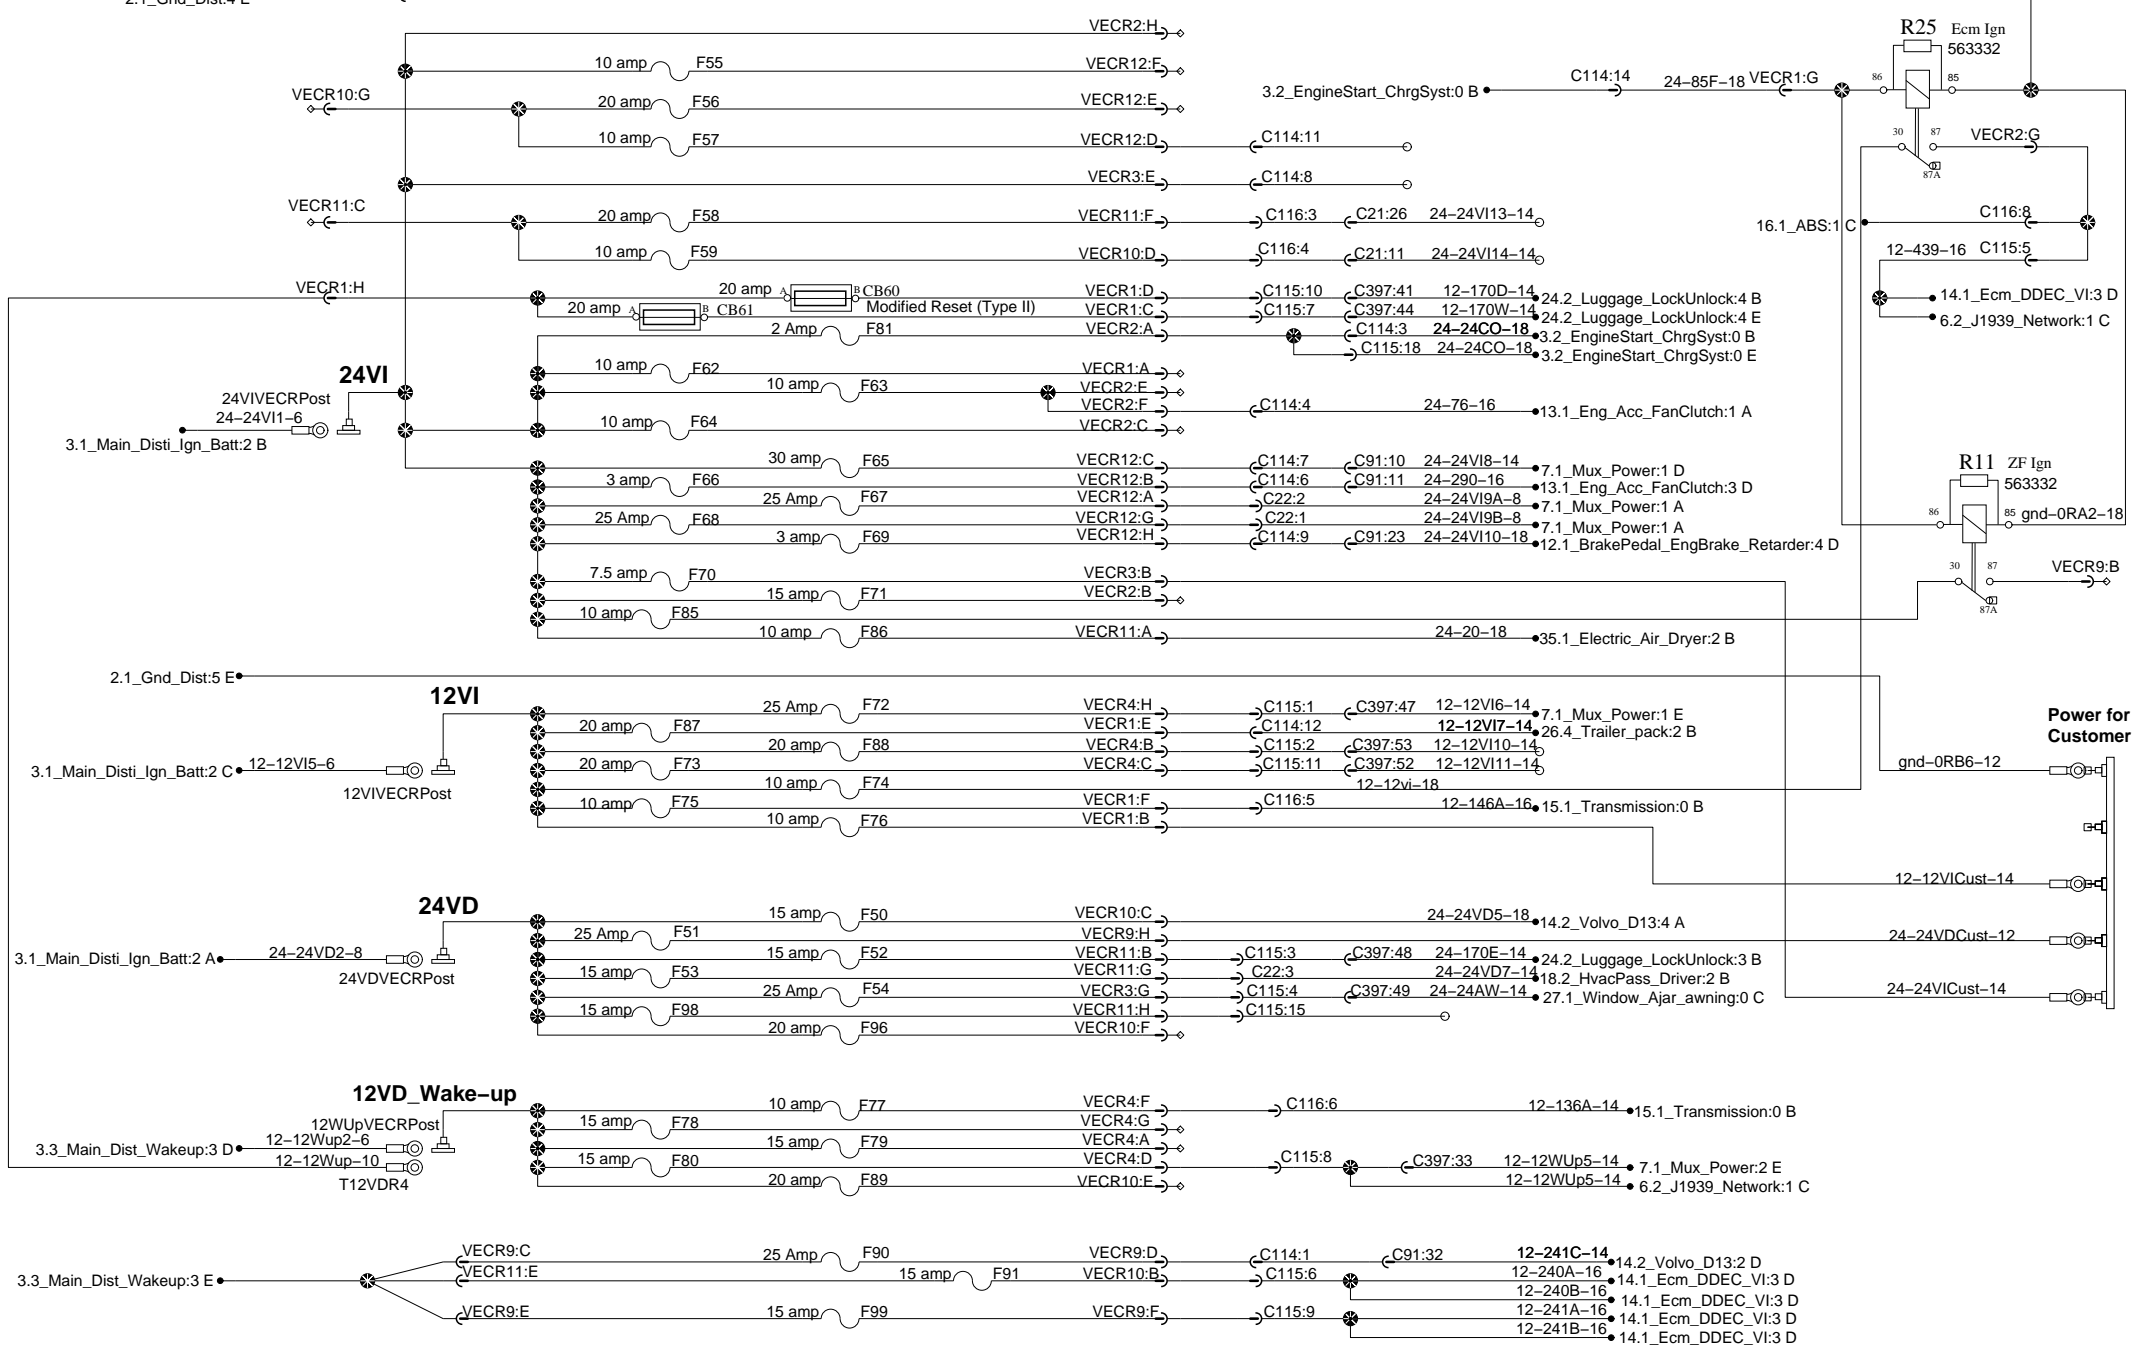 2.1_Gnd_Dist:4 E
VECR2:H
R25 Ecm Ign
563332
10 amp F55 VECR12:F
3.2_EngineStart_ChrgSyst:0 B C114:14 24-85F-18 VECR1:G 86 85
VECR10:G 20 amp F56 VECR12:E
10 amp F57 VECR12:D C114:11
30 87 VECR2:G
87A
VECR3:E C114:8
VECR11:C 20 amp F58 VECR11:F C116:3 C21:26 24-24VI13-14
16.1_ABS:1 C C116:8
10 amp F59 VECR10:D C116:4 C21:11 24-24VI14-14
12-439-16 C115:5
VECR1:H 20 amp A B CB60 VECR1:D C115:10 C397:41 12-170D-14 24.2_Luggage_LockUnlock:4 B
Modified Reset (Type II)
14.1_Ecm_DDEC_VI:3 D
20 amp A B CB61 VECR1:C C115:7 C397:44 12-170W-14 24.2_Luggage_LockUnlock:4 E
6.2_J1939_Network:1 C
2 Amp F81 VECR2:A C114:3 24-24CO-18 3.2_EngineStart_ChrgSyst:0 B
C115:18 24-24CO-18 3.2_EngineStart_ChrgSyst:0 E
24VI
10 amp F62 VECR1:A
10 amp F63 VECR2:E
24VIVECRPost
VECR2:F C114:4 24-76-16 13.1_Eng_Acc_FanClutch:1 A
24-24VI1-6
3.1_Main_Disti_Ign_Batt:2 B
10 amp F64 VECR2:C
30 amp F65 VECR12:C C114:7 C91:10 24-24VI8-14 7.1_Mux_Power:1 D
R11 ZF Ign
563332
3 amp F66 VECR12:B C114:6 C91:11 24-290-16 13.1_Eng_Acc_FanClutch:3 D
25 Amp F67 VECR12:A C22:2 24-24VI9A-8 7.1_Mux_Power:1 A
25 Amp F68 VECR12:G C22:1 24-24VI9B-8 7.1_Mux_Power:1 A
86 85 gnd-0RA2-18
3 amp F69 VECR12:H C114:9 C91:23 24-24VI10-18 12.1_BrakePedal_EngBrake_Retarder:4 D
7.5 amp F70 VECR3:B
30 87 VECR9:B
87A
15 amp F71 VECR2:B
10 amp F85
10 amp F86 VECR11:A 24-20-18 35.1_Electric_Air_Dryer:2 B
2.1_Gnd_Dist:5 E
12VI
25 Amp F72 VECR4:H C115:1 C397:47 12-12VI6-14 7.1_Mux_Power:1 E
20 amp F87 VECR1:E C114:12 12-12VI7-14 26.4_Trailer_pack:2 B
Power for
Customer
20 amp F88 VECR4:B C115:2 C397:53 12-12VI10-14
3.1_Main_Disti_Ign_Batt:2 C 12-12VI5-6
20 amp F73 VECR4:C C115:11 C397:52 12-12VI11-14
gnd-0RB6-12
12VIVECRPost
10 amp F74 12-12vi-18
10 amp F75 VECR1:F C116:5 12-146A-16 15.1_Transmission:0 B
10 amp F76 VECR1:B
12-12VICust-14
24VD
15 amp F50 VECR10:C 24-24VD5-18 14.2_Volvo_D13:4 A
25 Amp F51 VECR9:H 24-24VDCust-12
3.1_Main_Disti_Ign_Batt:2 A 24-24VD2-8
15 amp F52 VECR11:B C115:3 C397:48 24-170E-14 24.2_Luggage_LockUnlock:3 B
24VDVECRPost
15 amp F53 VECR11:G C22:3 24-24VD7-14 18.2_HvacPass_Driver:2 B
25 Amp F54 VECR3:G C115:4 C397:49 24-24AW-14 27.1_Window_Ajar_awning:0 C
24-24VICust-14
15 amp F98 VECR11:H C115:15
20 amp F96 VECR10:F
12VD_Wake-up
10 amp F77 VECR4:F C116:6 12-136A-14 15.1_Transmission:0 B
12WUpVECRPost
15 amp F78 VECR4:G
3.3_Main_Dist_Wakeup:3 D 12-12Wup2-6
15 amp F79 VECR4:A
12-12Wup-10
T12VDR4
15 amp F80 VECR4:D C115:8 C397:33 12-12WUp5-14 7.1_Mux_Power:2 E
20 amp F89 VECR10:E 12-12WUp5-14 6.2_J1939_Network:1 C
VECR9:C 25 Amp F90 VECR9:D C114:1 C91:32 12-241C-14 14.2_Volvo_D13:2 D
3.3_Main_Dist_Wakeup:3 E VECR11:E 15 amp F91 VECR10:B C115:6 12-240A-16 14.1_Ecm_DDEC_VI:3 D
12-240B-16 14.1_Ecm_DDEC_VI:3 D
VECR9:E 15 amp F99 VECR9:F C115:9 12-241A-16 14.1_Ecm_DDEC_VI:3 D
12-241B-16 14.1_Ecm_DDEC_VI:3 D